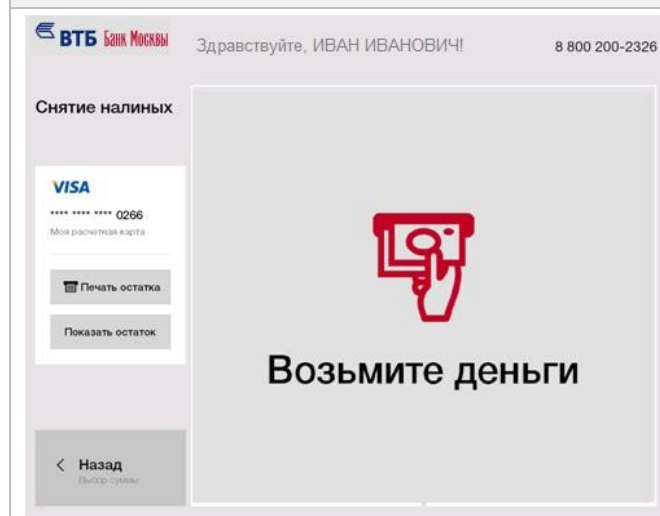 ВТБ Банк Москвы
Здравствуйте, ИВАН ИВАНОВИЧ!
8 800 200-2326
Снятие налиных
VISA
**** **** **** 0266
Моя расчетная карта
Печать остатка
Показать остаток
Возьмите деньги
< Назад
Выбор суммы